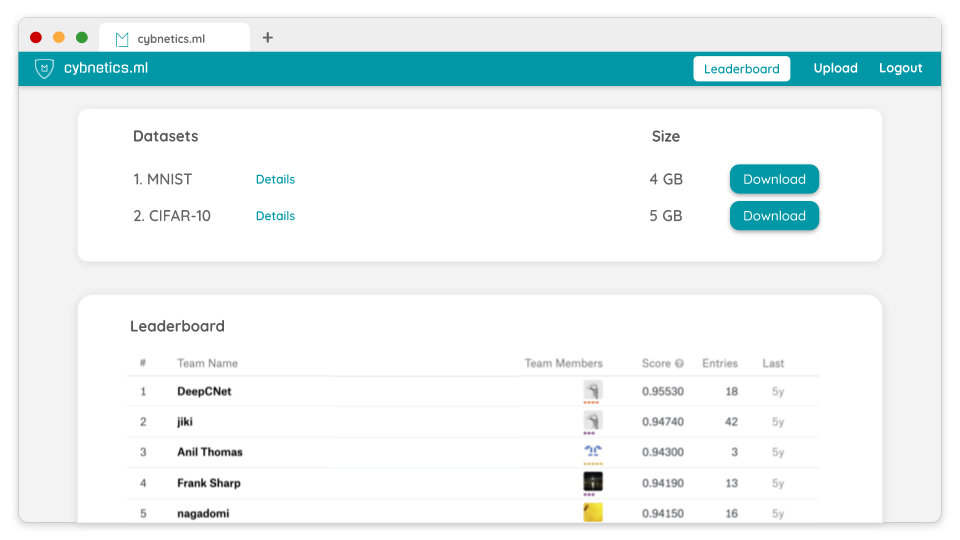 cybnetics.ml +
cybnetics.ml Leaderboard Upload Logout
Datasets Size
1. MNIST Details 4 GB Download
2. CIFAR-10 Details 5 GB Download
Leaderboard
# Team Name Team Members Score ? Entries Last
1 DeepCNet 0.95530 18 5y
2 jiki 0.94740 42 5y
3 Anil Thomas 0.94300 3 5y
4 Frank Sharp 0.94190 13 5y
5 nagadomi 0.94150 16 5y